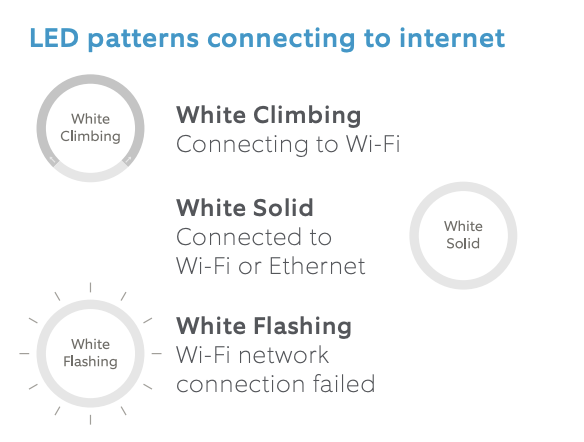 LED patterns connecting to internet
White
Climbing
White Climbing
Connecting to Wi-Fi
White Solid
Connected to
Wi-Fi or Ethernet
White
Solid
White
Flashing
White Flashing
Wi-Fi network
connection failed